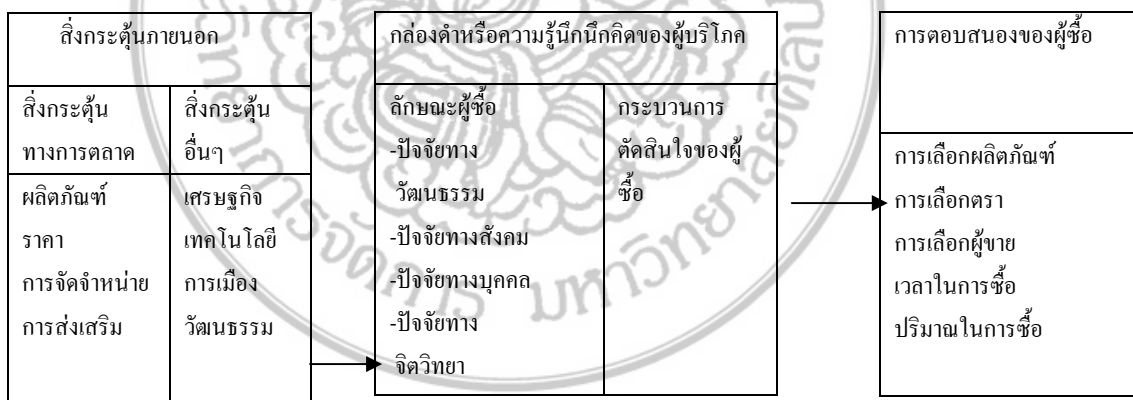 สิ่งกระตุ้นภายนอก
สิ่งกระตุ้น
ทางการตลาด
สิ่งกระตุ้น
อื่นๆ
ผลิตภัณฑ์
ราคา
การจัดจำหน่าย
การส่งเสริม
เศรษฐกิจ
เทคโนโลยี
การเมือง
วัฒนธรรม
กล่องดำหรือความรู้นึกนึกคิดของผู้บริโภค
ลักษณะผู้ซื้อ
-ปัจจัยทาง
วัฒนธรรม
-ปัจจัยทางสังคม
-ปัจจัยทางบุคคล
-ปัจจัยทาง
จิตวิทยา
กระบวนการ
ตัดสินใจของผู้
ซื้อ
การตอบสนองของผู้ซื้อ
การเลือกผลิตภัณฑ์
การเลือกตรา
การเลือกผู้ขาย
เวลาในการซื้อ
ปริมาณในการซื้อ